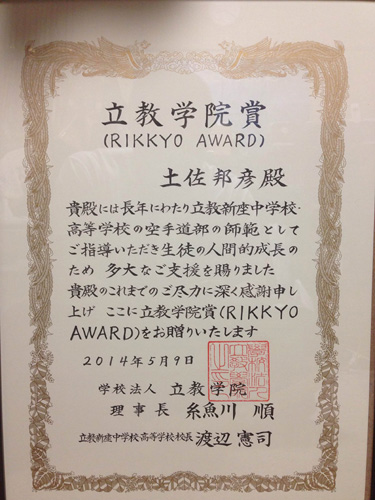 立教学院賞
(RIKKYO AWARD)
土佐邦彦殿
貴殿には長年にわたり立教新座中学校・
高等学校の空手道部の師範として
ご指導いただき生徒の人間的成長の
ため 多大なご支援を賜りました
貴殿のこれまでのご尽力に深く感謝申し
上げ ここに立教学院賞(RIKKYO
AWARD)をお贈りいたします
2014年5月9日
学校法人 立教学院
理事長 糸魚川 順
立教新座中学校・高等学校校長 渡辺憲司